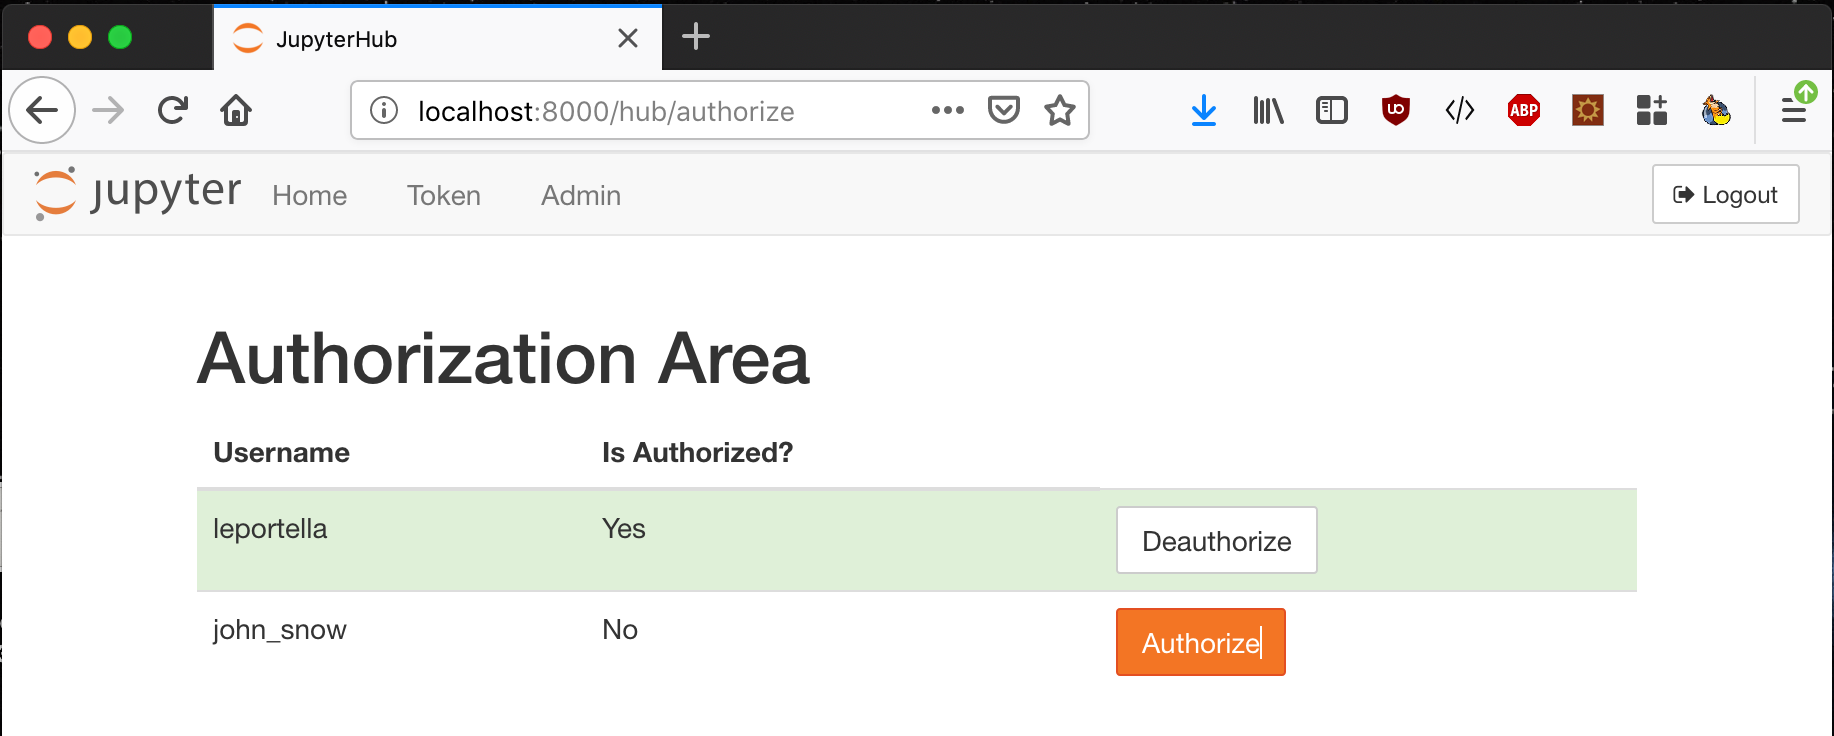 JupyterHub
localhost:8000/hub/authorize
ABP
jupyter Home Token Admin Logout
Authorization Area
Username Is Authorized?
leportella Yes Deauthorize
john_snow No Authorize